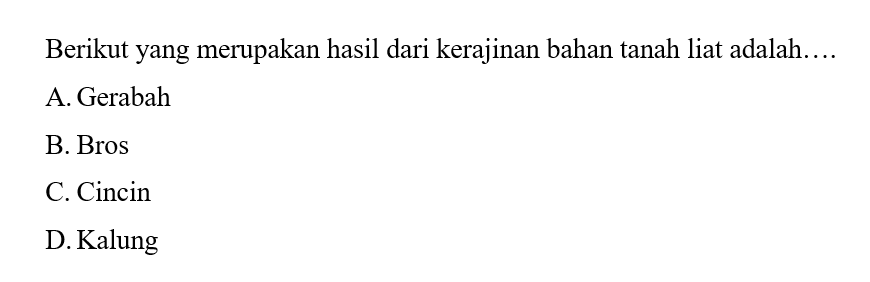 Berikut yang merupakan hasil dari kerajinan bahan tanah liat adalah….
A. Gerabah
B. Bros
C. Cincin
D. Kalung